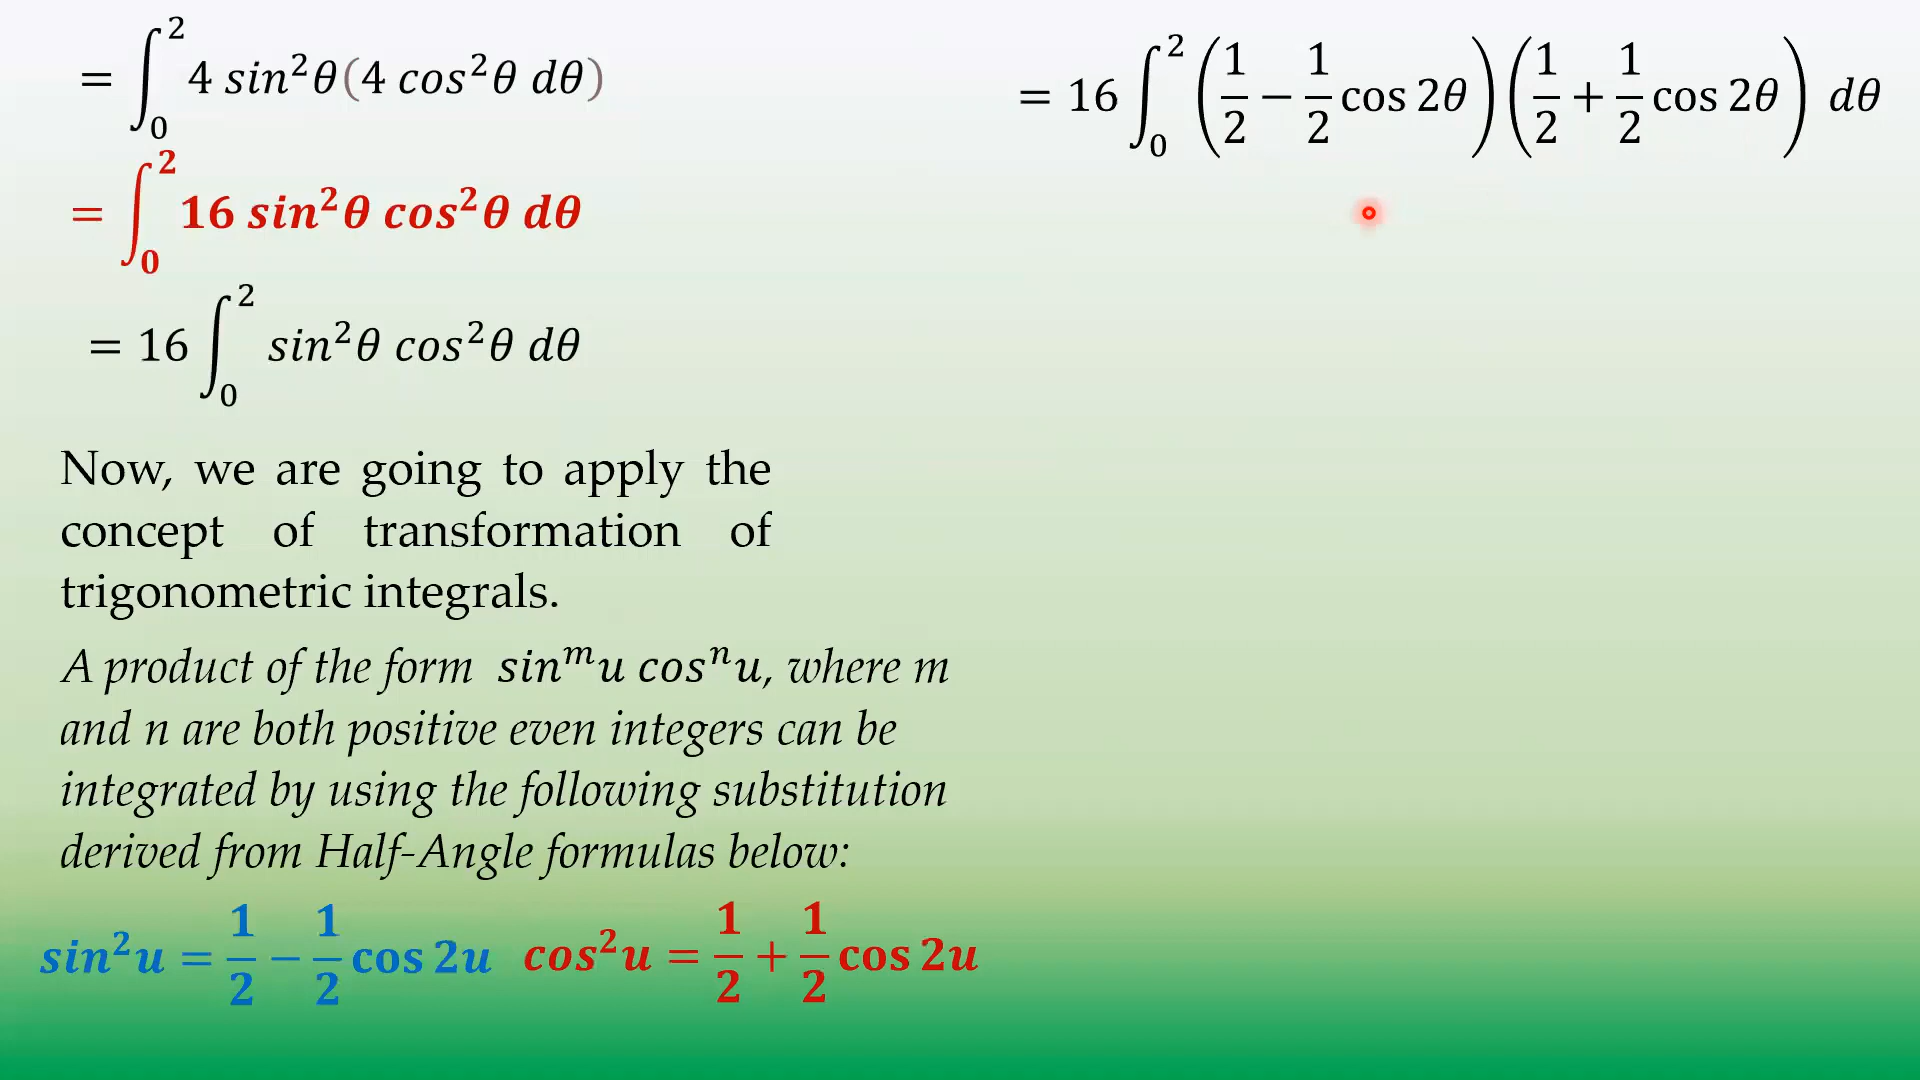 = ∫₀² 4 sin²θ(4 cos²θ dθ)
= ∫₀² 16 sin²θ cos²θ dθ
= 16 ∫₀² sin²θ cos²θ dθ
Now, we are going to apply the
concept of transformation of
trigonometric integrals.
A product of the form sinᵐu cosⁿu, where m
and n are both positive even integers can be
integrated by using the following substitution
derived from Half-Angle formulas below:
sin²u = 1/2 − 1/2 cos 2u cos²u = 1/2 + 1/2 cos 2u
= 16 ∫₀² (1/2 − 1/2 cos 2θ)(1/2 + 1/2 cos 2θ) dθ